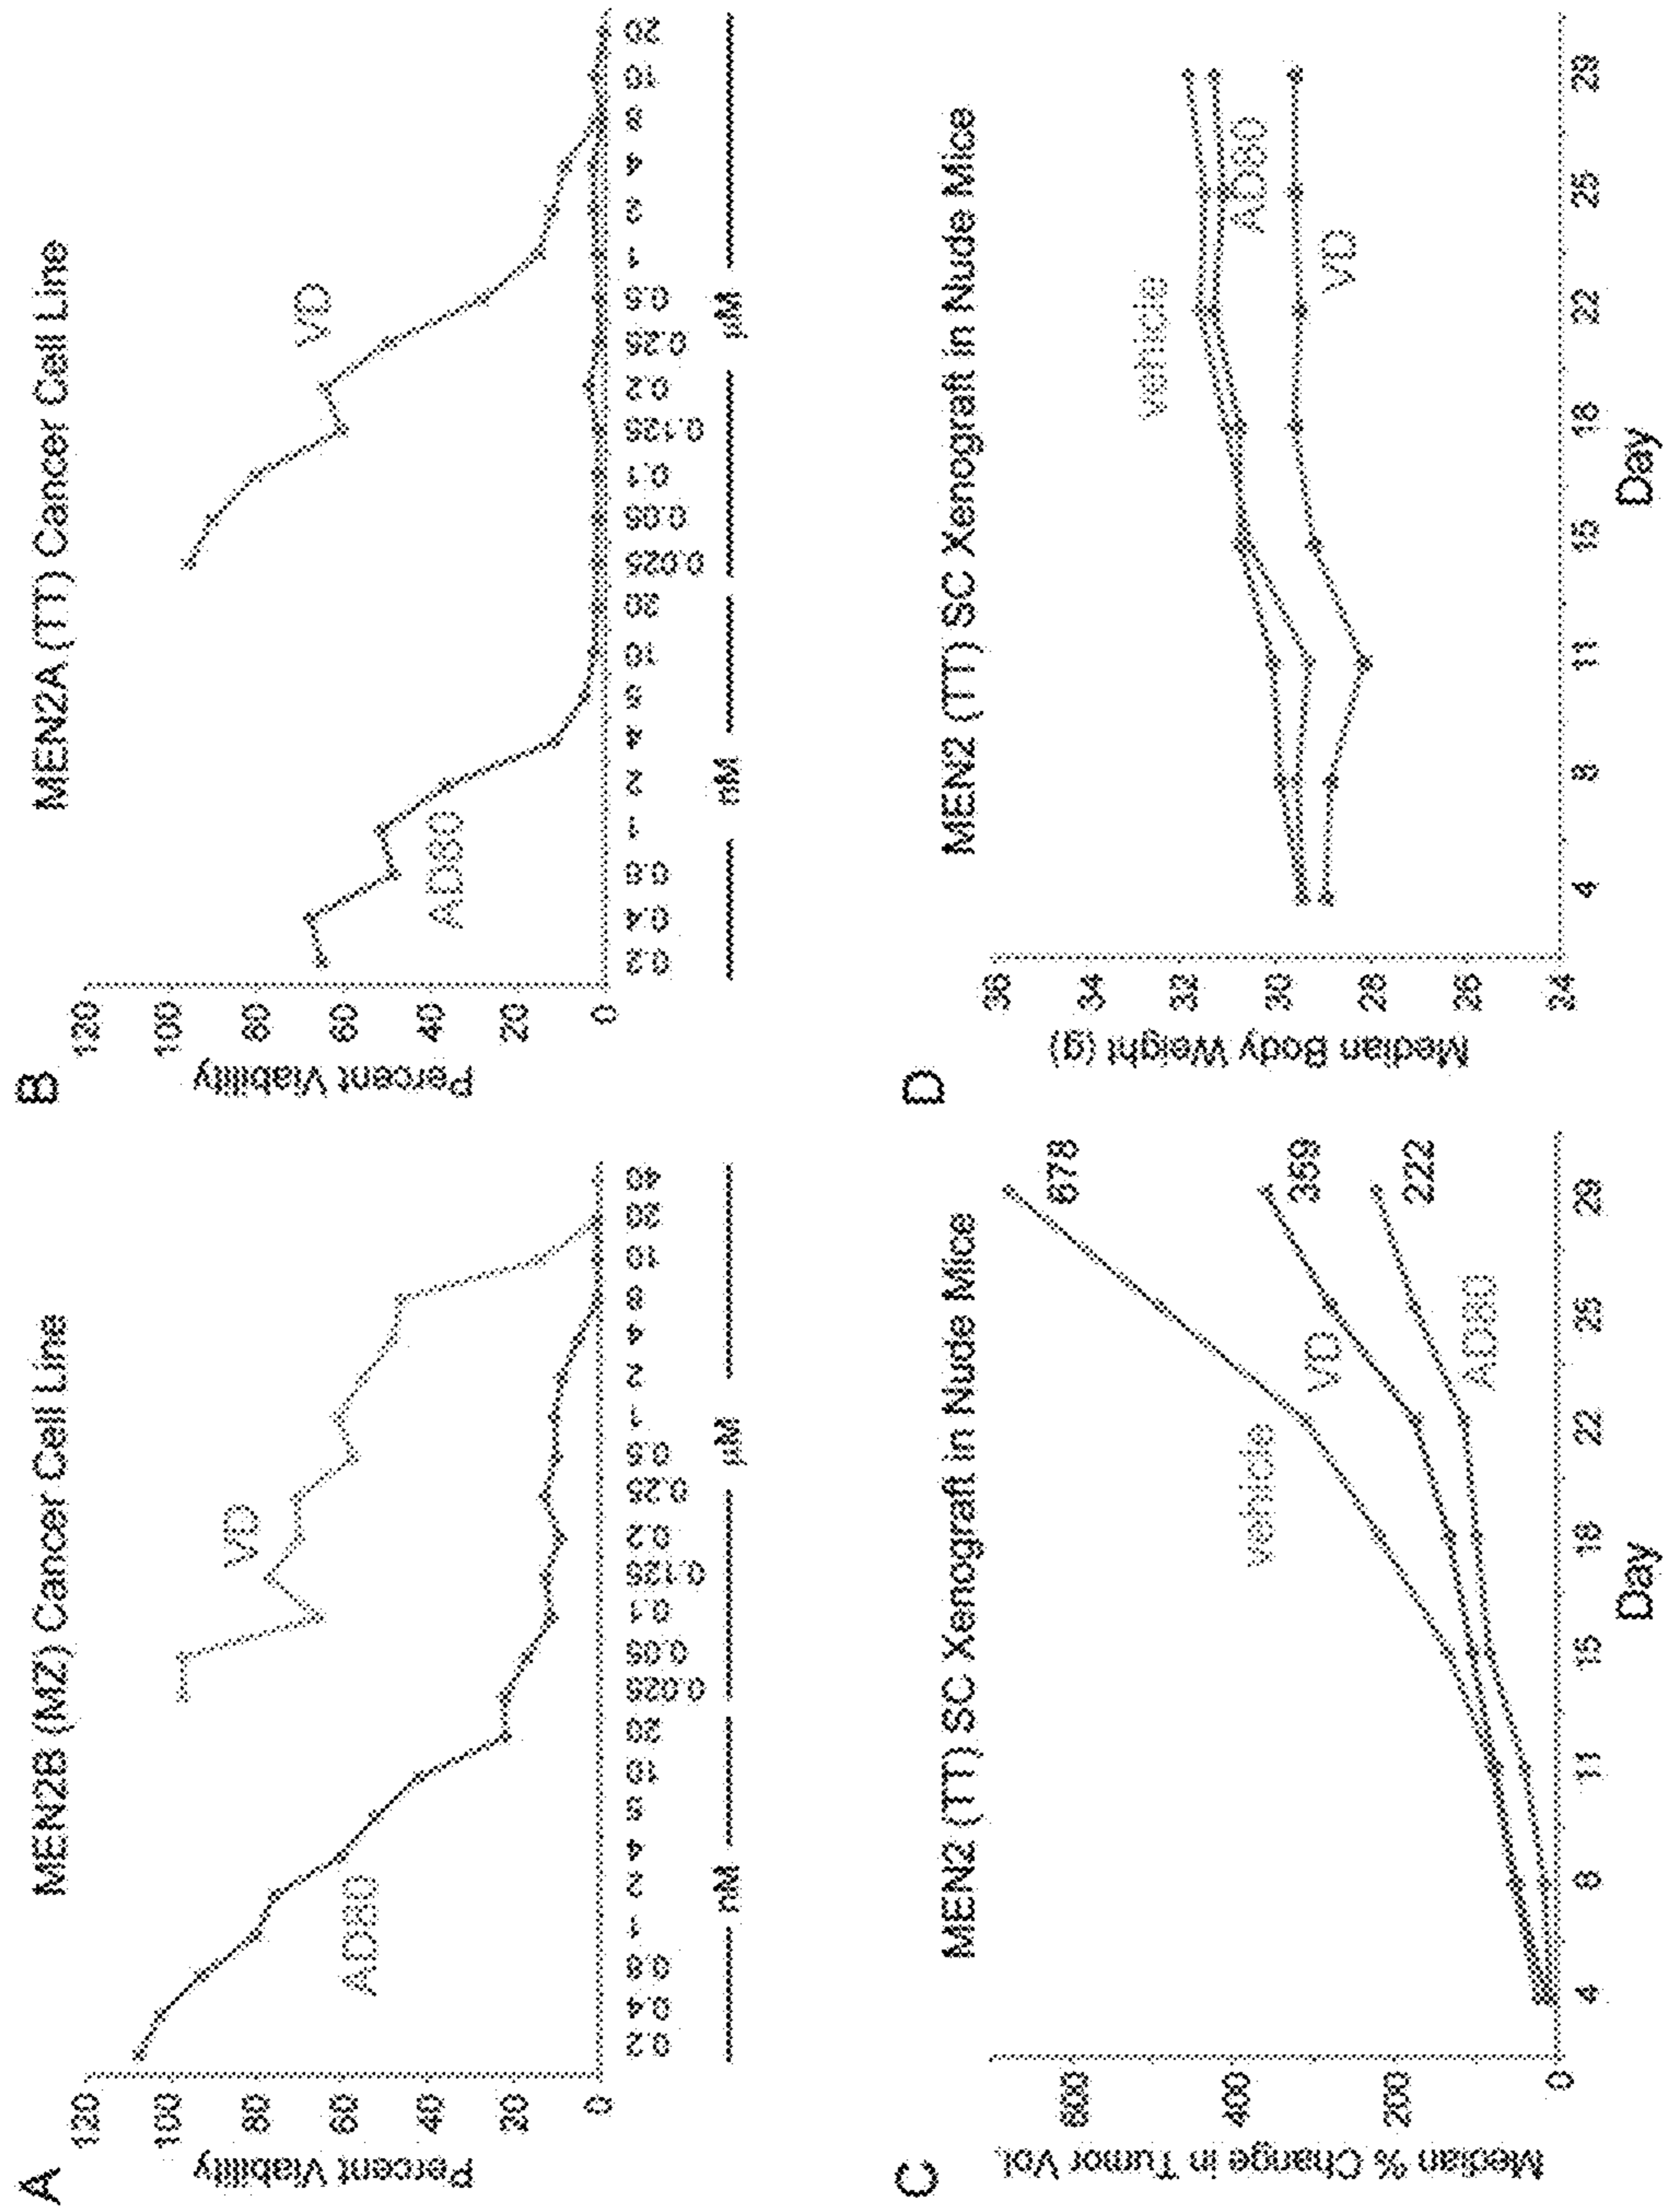 A
MEN2B (MZ) Cancer Cell Line
Percent Viability
120
100
80
60
40
20
0
AD80
VD
0.2 0.4 0.8 1 2 4 8 10 20 0.025 0.05 0.1 0.125 0.2 0.25 0.5 1 2 4 8 10 20 40
nM
µM
B
MEN2A (TT) Cancer Cell Line
Percent Viability
120
100
80
60
40
20
0
AD80
VD
0.2 0.4 0.8 1 2 4 8 10 20 0.025 0.05 0.1 0.125 0.2 0.25 0.5 1 2 4 8 10 20
nM
µM
C
MEN2 (TT) SC Xenograft in Nude Mice
Median % Change in Tumor Vol.
600
400
200
0
vehicle
VD
AD80
678
369
222
4 8 11 15 18 22 25 29
Day
D
MEN2 (TT) SC Xenograft in Nude Mice
Median Body Weight (g)
36
34
32
30
28
26
24
vehicle
AD80
VD
4 8 11 15 18 22 25 29
Day